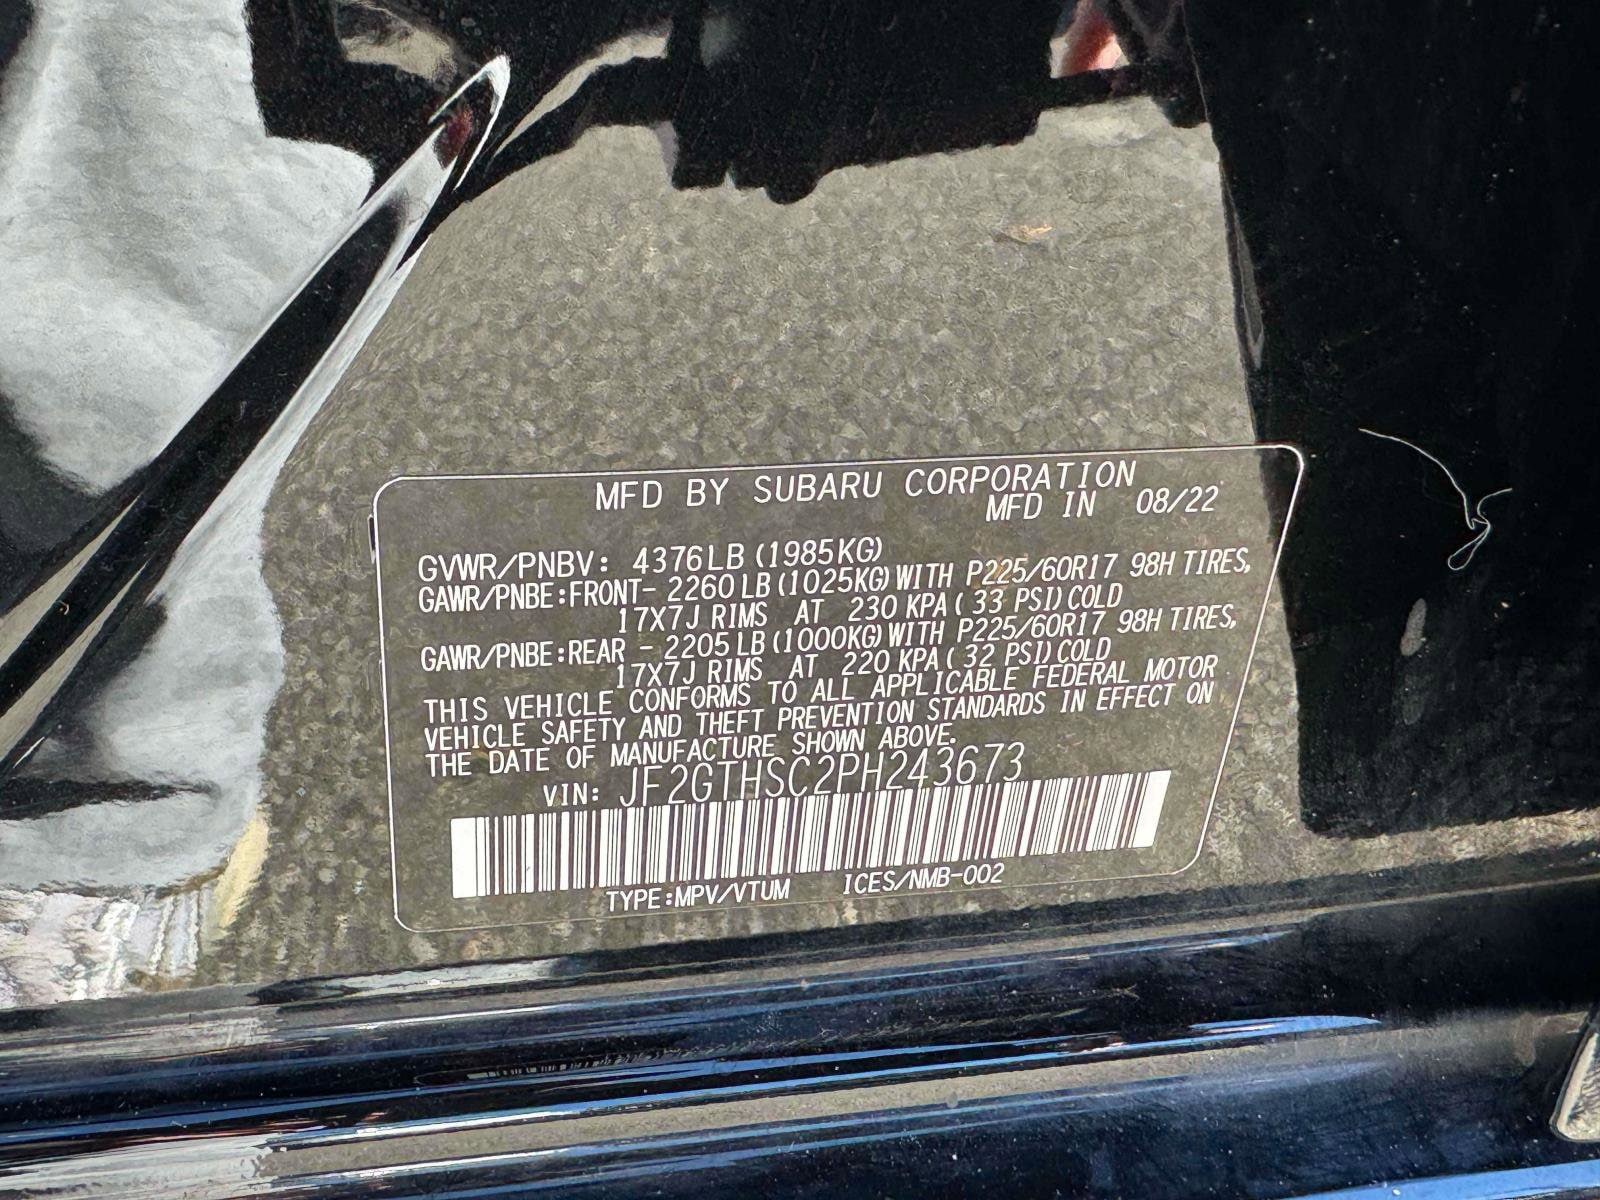 MFD BY SUBARU CORPORATION
MFD IN 08/22
GVWR/PNBV: 4376LB (1985KG)
GAWR/PNBE:FRONT- 2260 LB (1025KG) WITH P225/60R17 98H TIRES,
17X7J RIMS AT 230 KPA ( 33 PSI) COLD
GAWR/PNBE:REAR - 2205 LB (1000KG) WITH P225/60R17 98H TIRES,
17X7J RIMS AT 220 KPA ( 32 PSI) COLD
THIS VEHICLE CONFORMS TO ALL APPLICABLE FEDERAL MOTOR
VEHICLE SAFETY AND THEFT PREVENTION STANDARDS IN EFFECT ON
THE DATE OF MANUFACTURE SHOWN ABOVE.
VIN: JF2GTHSC2PH243673
TYPE:MPV/VTUM ICES/NMB-002